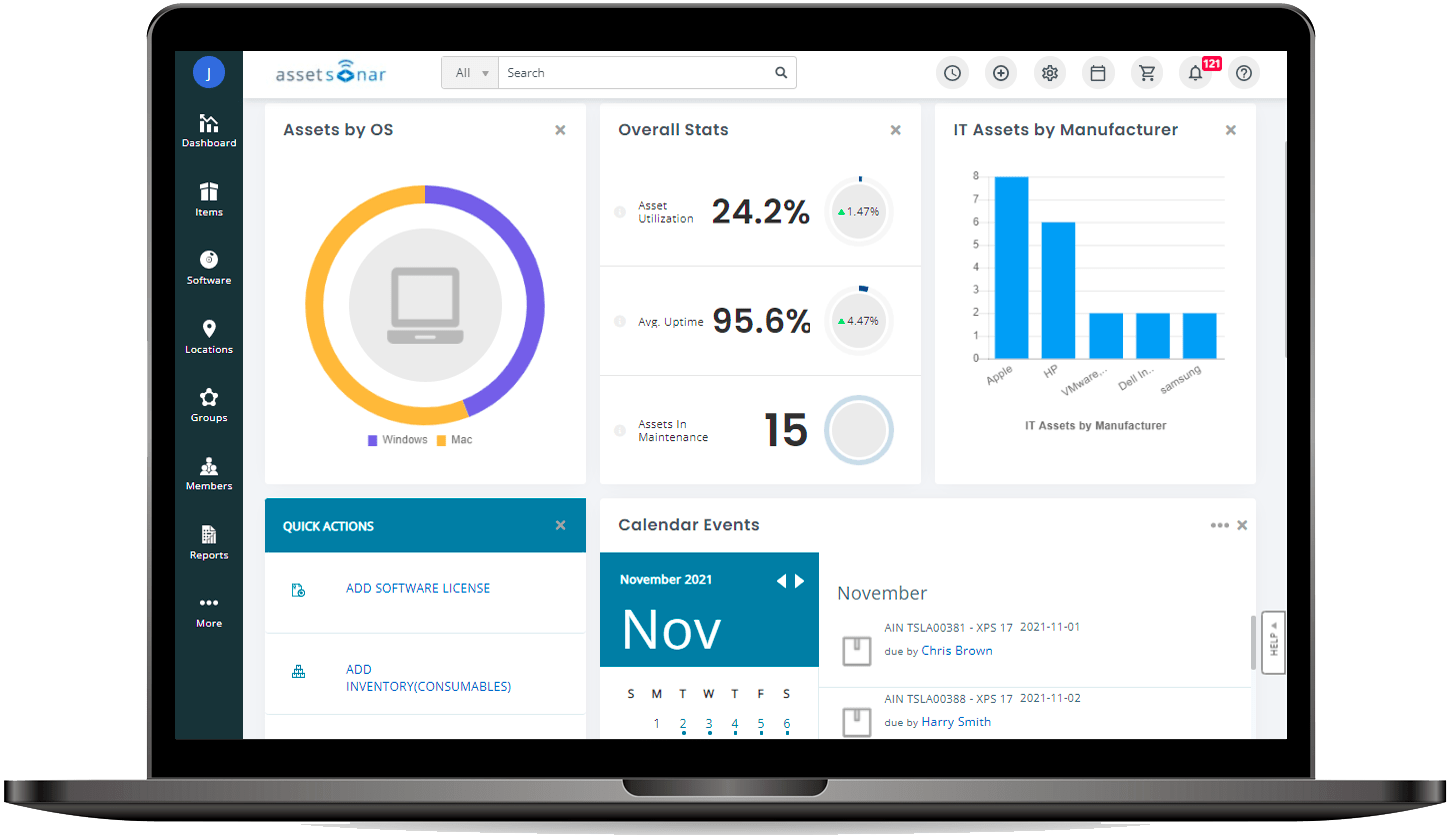 J
assetsonar
All
Search
121
Dashboard
Items
Software
Locations
Groups
Members
Reports
More
Assets by OS
Windows
Mac
Overall Stats
Asset
Utilization
24.2%
1.47%
Avg. Uptime
95.6%
4.47%
Assets In
Maintenance
15
IT Assets by Manufacturer
8
7
6
5
4
3
2
1
0
Apple
HP
VMware,..
Dell In..
samsung
IT Assets by Manufacturer
QUICK ACTIONS
ADD SOFTWARE LICENSE
ADD
INVENTORY(CONSUMABLES)
Calendar Events
November 2021
Nov
S M T W T F S
1 2 3 4 5 6
November
AIN TSLA00381 - XPS 17 2021-11-01
due by Chris Brown
AIN TSLA00388 - XPS 17 2021-11-02
due by Harry Smith
HELP